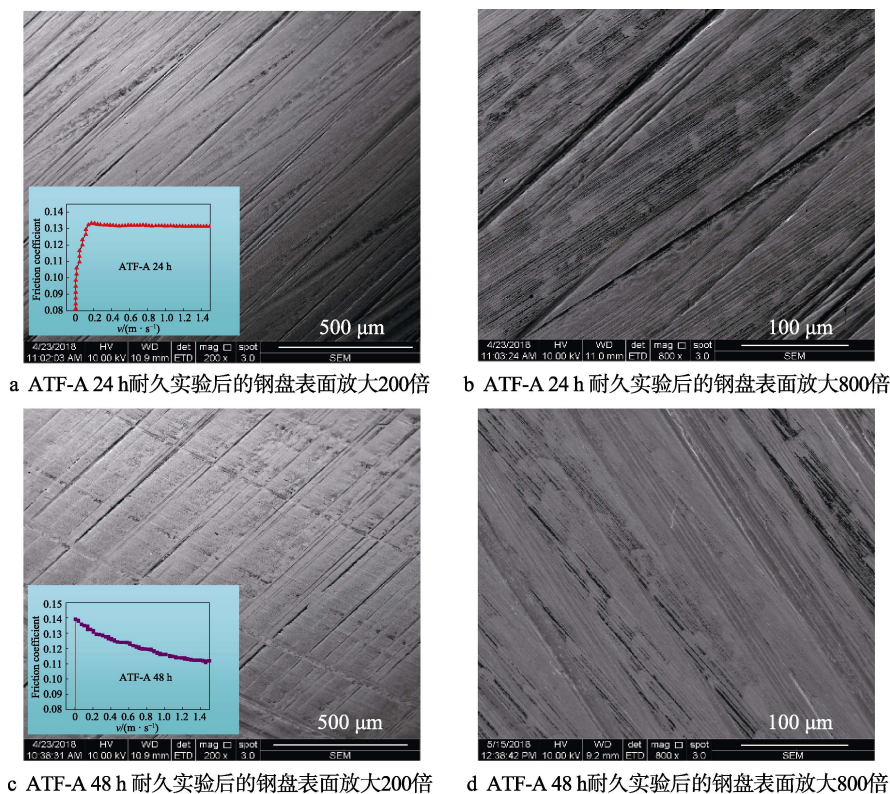 0.14
0.13
0.12
0.11
0.10
0.09
0.08
Friction coefficient
ATF-A 24 h
0 0.2 0.4 0.6 0.8 1.0 1.2 1.4
v/(m · s⁻¹)
500 μm
4/23/2018 HV WD det mag □ spot
11:02:03 AM 10.00 kV 10.9 mm ETD 200 x 3.0 SEM
a ATF-A 24 h耐久实验后的钢盘表面放大200倍
100 μm
4/23/2018 HV WD det mag □ spot
11:03:24 AM 10.00 kV 11.0 mm ETD 800 x 3.0 SEM
b ATF-A 24 h 耐久实验后的钢盘表面放大800倍
0.15
0.14
0.13
0.12
0.11
0.10
0.09
0.08
Friction coefficient
ATF-A 48 h
0 0.2 0.4 0.6 0.8 1.0 1.2 1.4
v/(m · s⁻¹)
500 μm
4/23/2018 HV WD det mag □ spot
10:38:31 AM 10.00 kV 10.9 mm ETD 200 x 3.0 SEM
c ATF-A 48 h 耐久实验后的钢盘表面放大200倍
100 μm
5/15/2018 HV WD det mag □ spot
12:38:42 PM 10.00 kV 9.2 mm ETD 800 x 3.0 SEM
d ATF-A 48 h耐久实验后的钢盘表面放大800倍